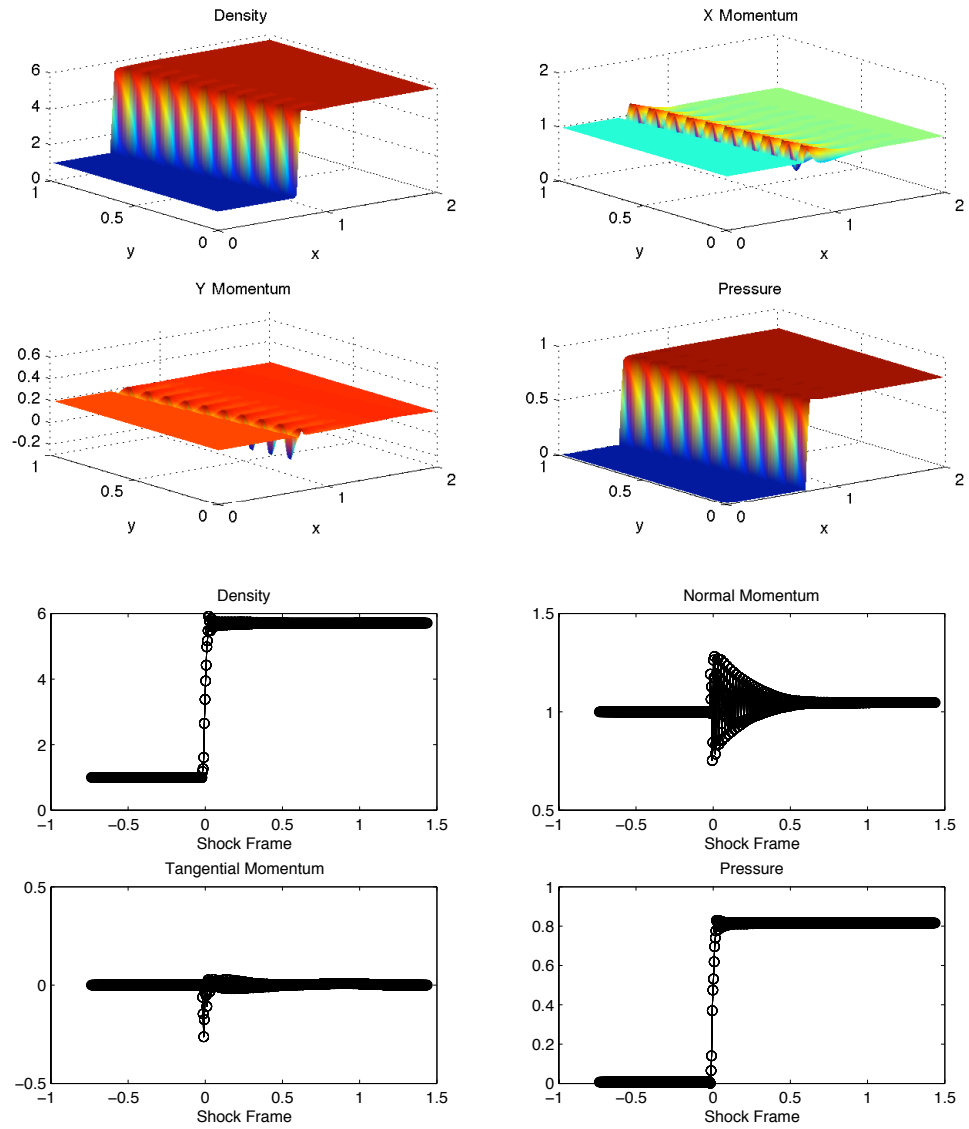 Density
6
4
2
0
1
0.5
0
y
0
1
2
x
X Momentum
2
1
0
1
0.5
0
y
0
1
2
x
Y Momentum
0.6
0.4
0.2
0
-0.2
1
0.5
0
y
0
1
2
x
Pressure
1
0.5
0
1
0.5
0
y
0
1
2
x
Density
6
4
2
0
−1 −0.5 0 0.5 1 1.5
Shock Frame
Normal Momentum
1.5
1
0.5
−1 −0.5 0 0.5 1 1.5
Shock Frame
Tangential Momentum
0.5
0
−0.5
−1 −0.5 0 0.5 1 1.5
Shock Frame
Pressure
1
0.8
0.6
0.4
0.2
0
−1 −0.5 0 0.5 1 1.5
Shock Frame